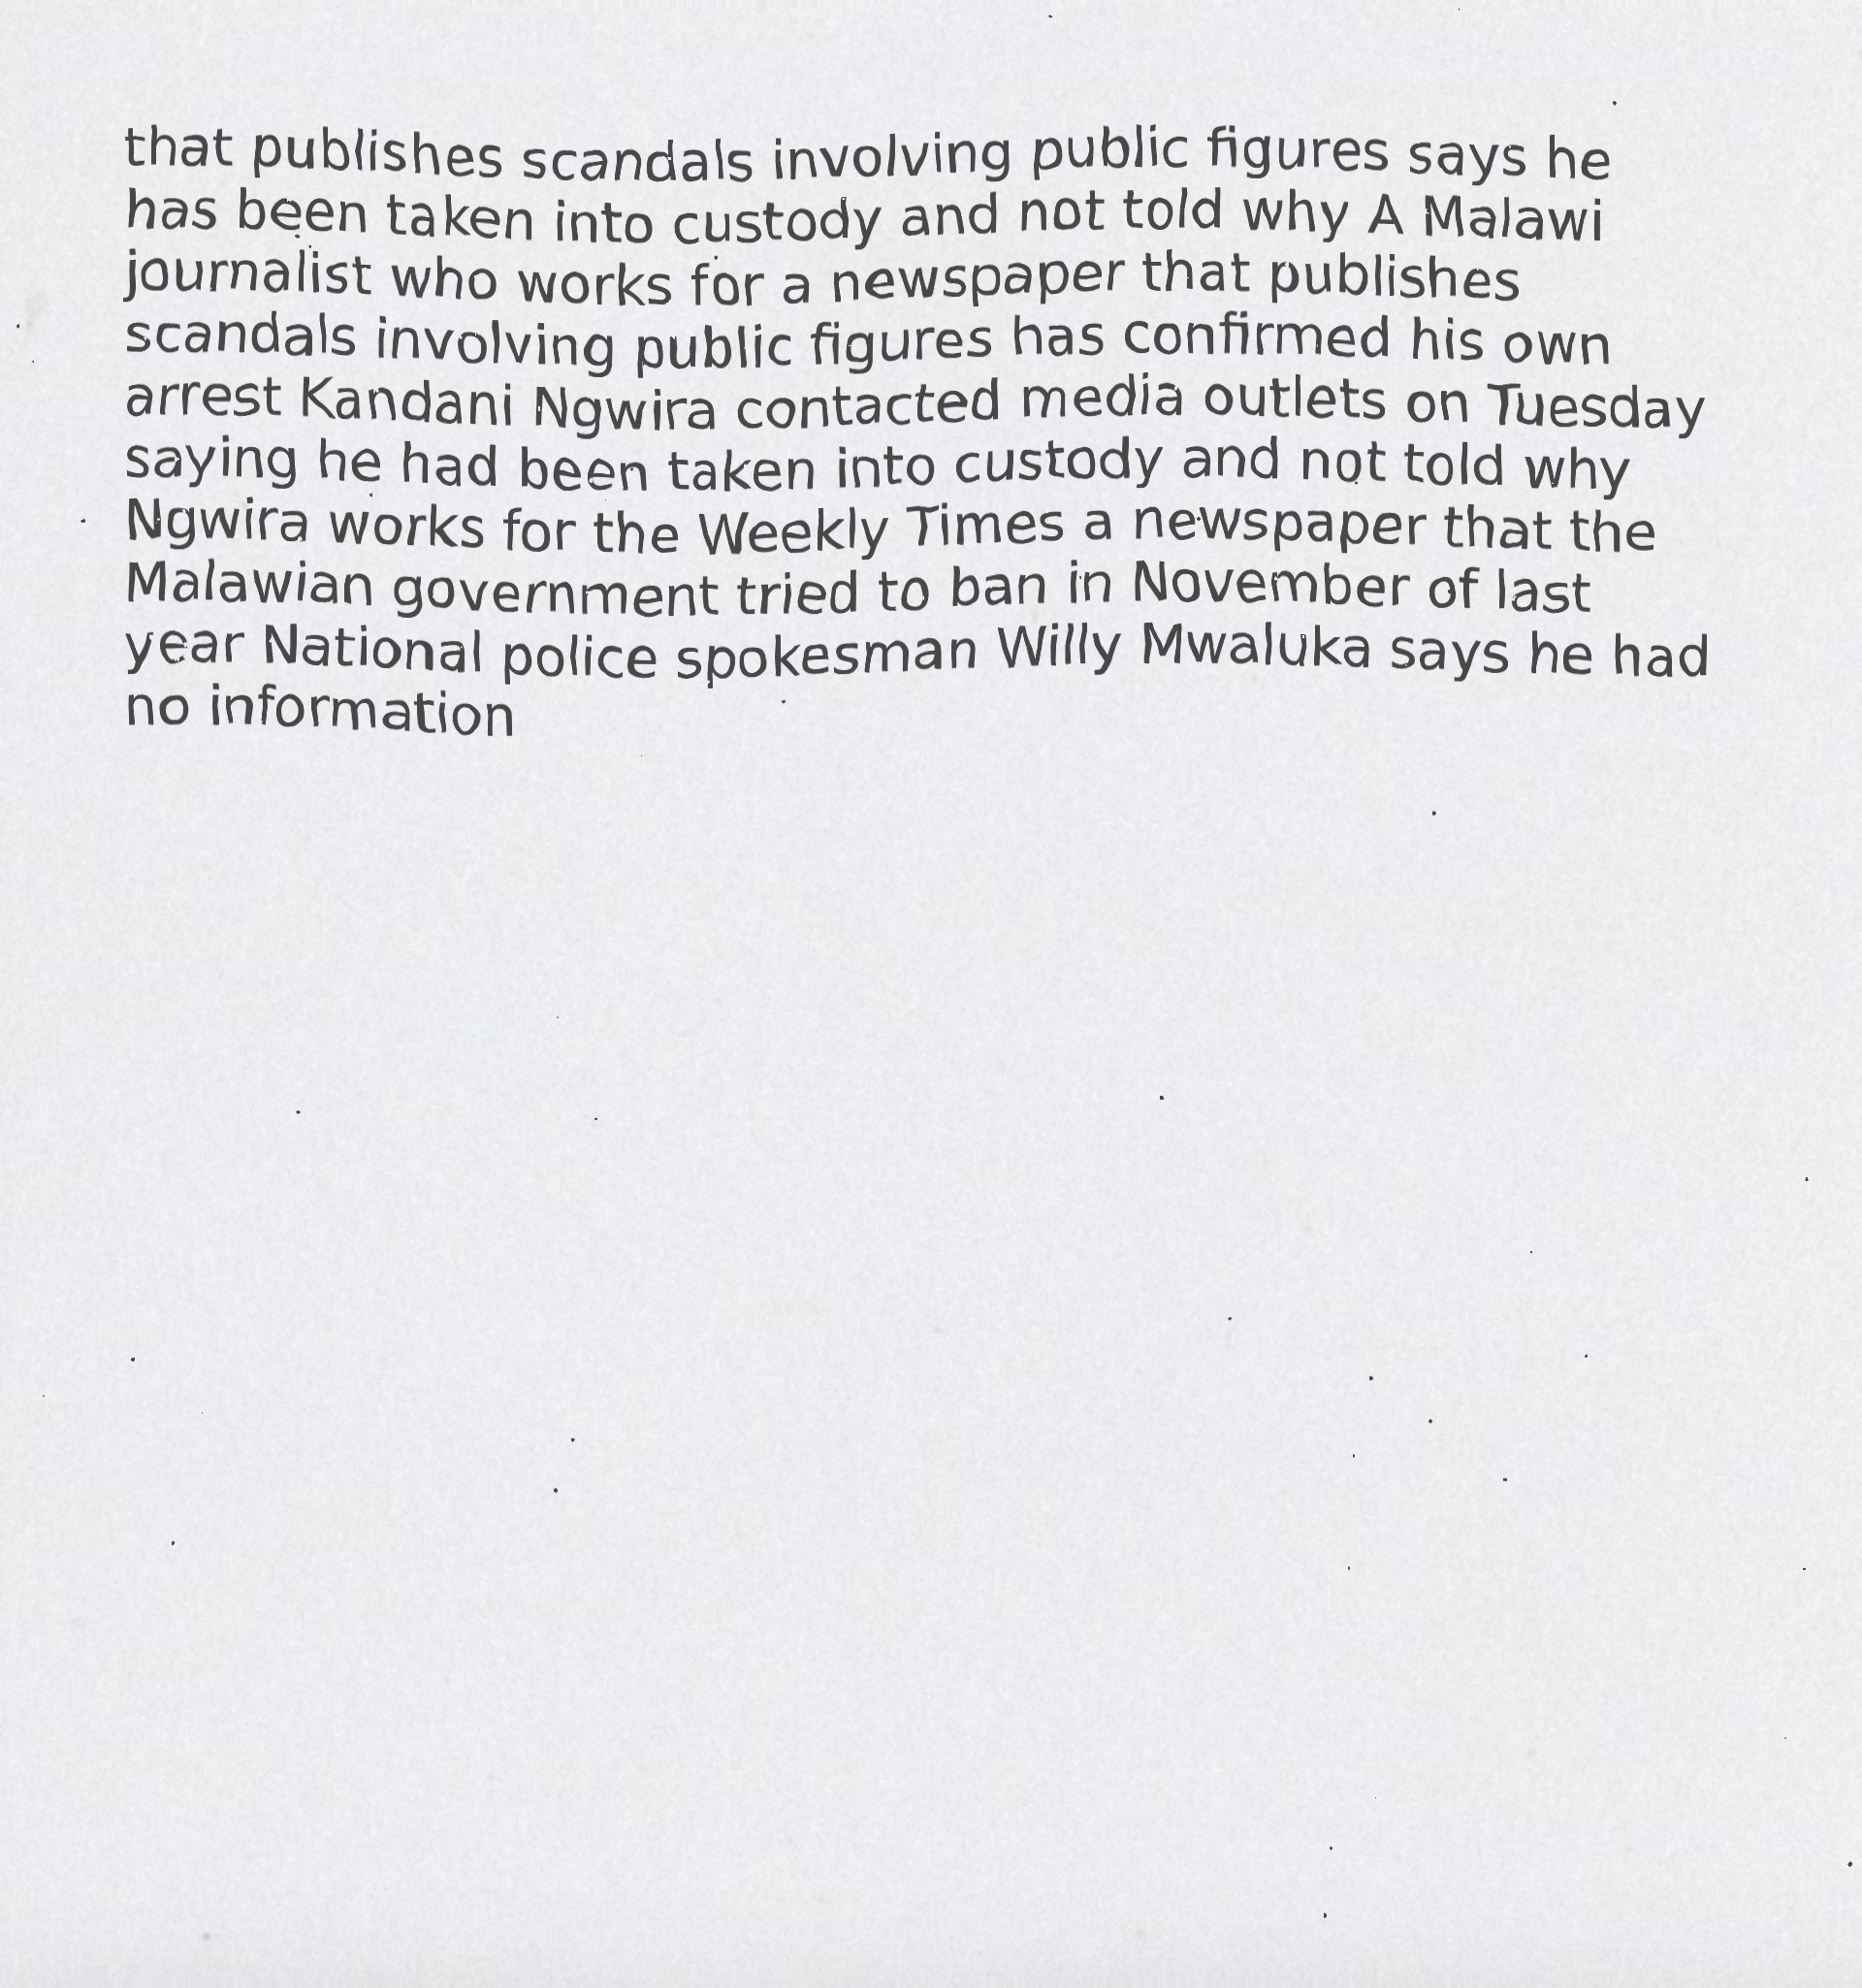 that publishes scandals involving public figures says he
has been taken into custody and not told why A Malawi
journalist who works for a newspaper that publishes
scandals involving public figures has confirmed his own
arrest Kandani Ngwira contacted media outlets on Tuesday
saying he had been taken into custody and not told why
Ngwira works for the Weekly Times a newspaper that the
Malawian government tried to ban in November of last
year National police spokesman Willy Mwaluka says he had
no information